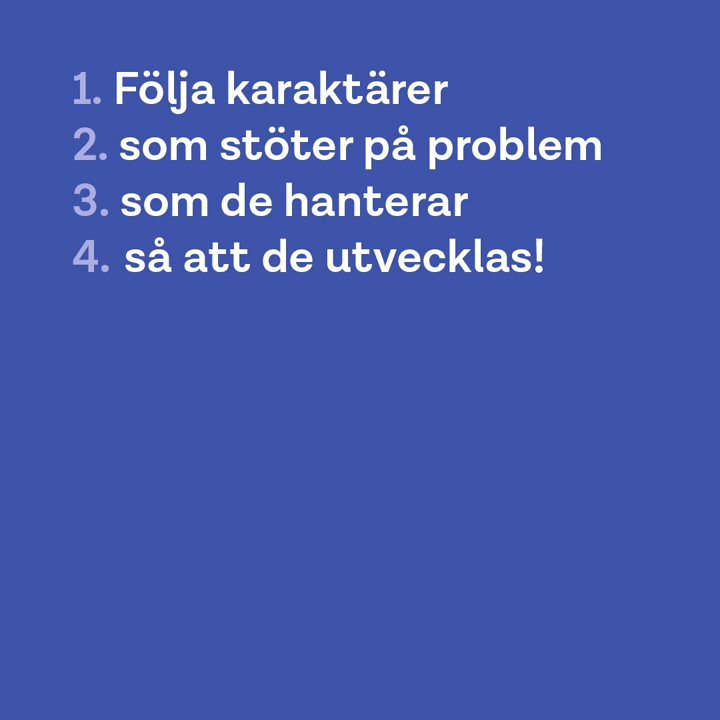 1. Följa karaktärer
2. som stöter på problem
3. som de hanterar
4. så att de utvecklas!